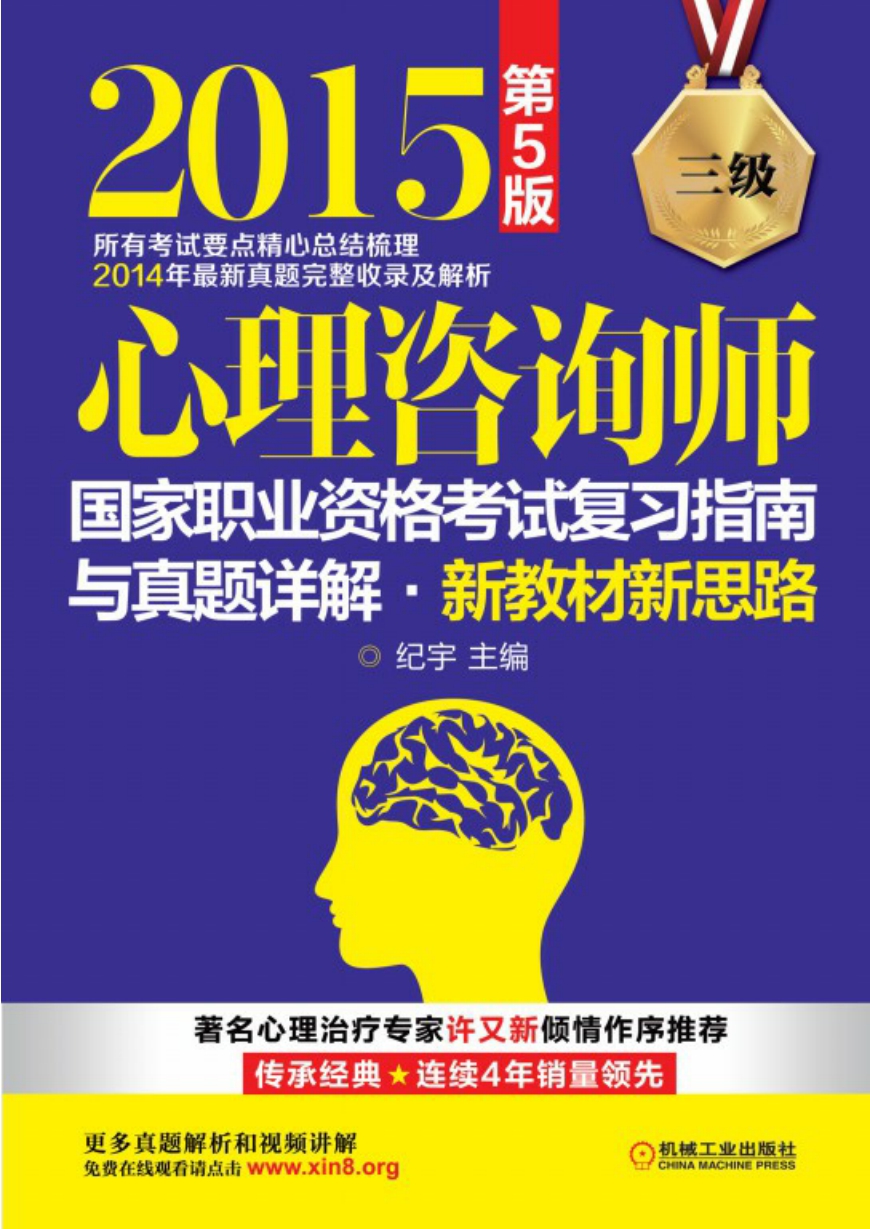 2015
第5版
三级
所有考试要点精心总结梳理
2014年最新真题完整收录及解析
心理咨询师
国家职业资格考试复习指南
与真题详解·新教材新思路
◎ 纪宇 主编
著名心理治疗专家许又新倾情作序推荐
传承经典★连续4年销量领先
更多真题解析和视频讲解
免费在线观看请点击 www.xin8.org
机械工业出版社
CHINA MACHINE PRESS